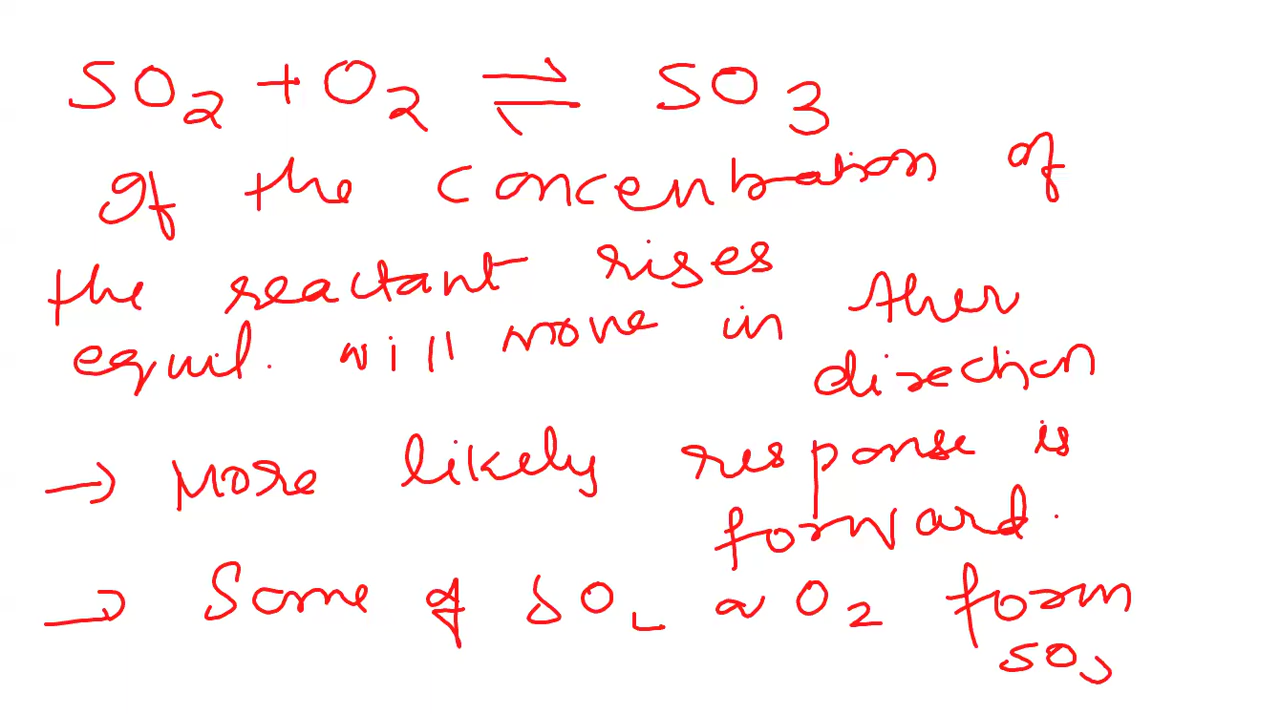 SO2 + O2 ⇌ SO3
If the concentration of
the reactant rises
equil. will move in ther
direction
→ More likely response is
forward.
→ Some of SO2 ~ O2 form
SO3